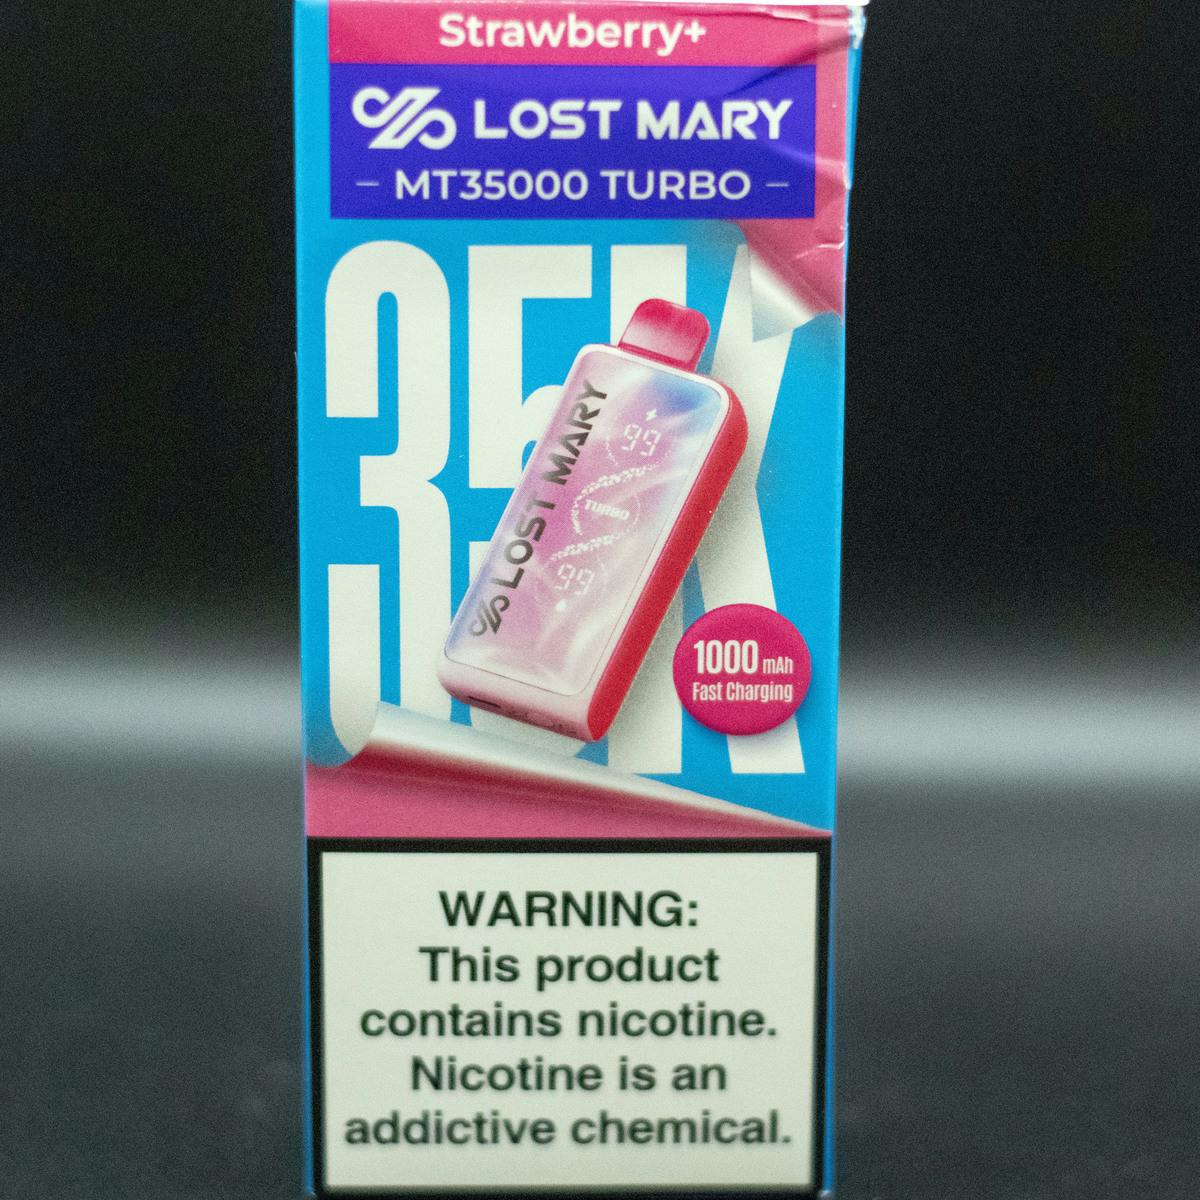 Strawberry+
LOST MARY
– MT35000 TURBO –
35K
LOST MARY
99
TURBO
99
1000 mAh
Fast Charging
WARNING:
This product
contains nicotine.
Nicotine is an
addictive chemical.